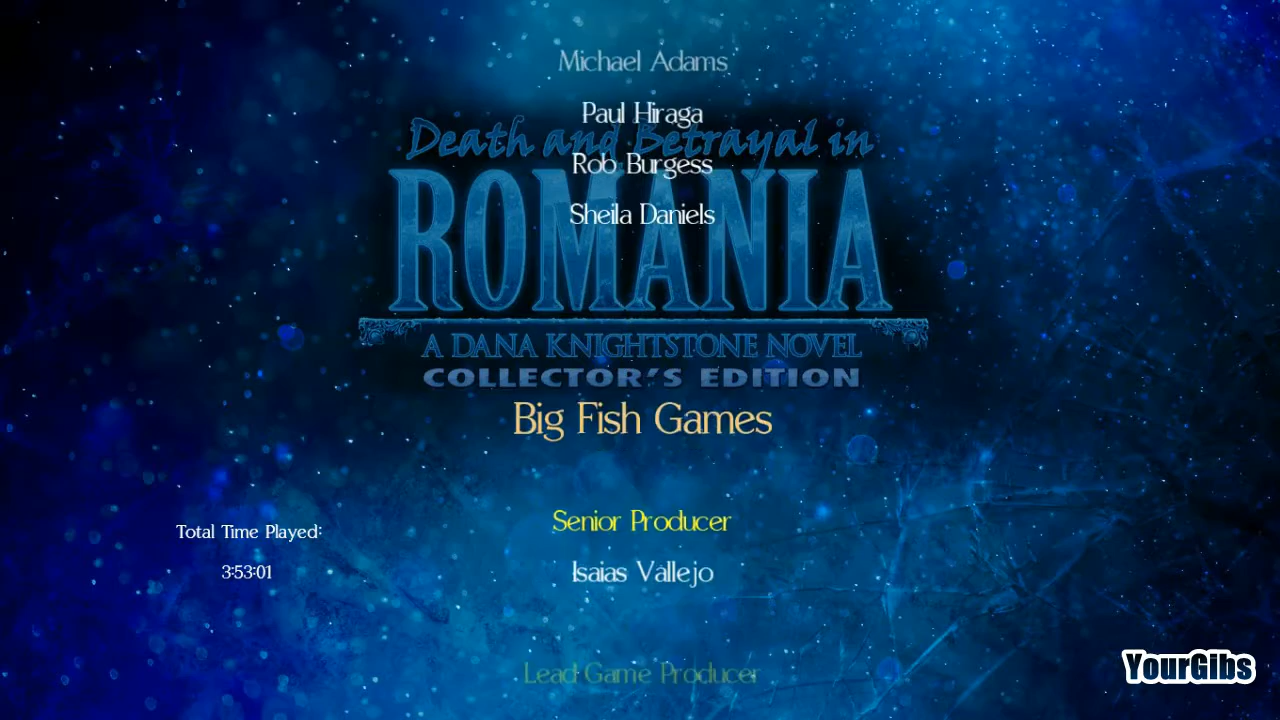 Michael Adams
Paul Hiraga
Death and Betrayal in
Rob Burgess
ROMANIA
Sheila Daniels
A DANA KNIGHTSTONE NOVEL
COLLECTOR'S EDITION
Big Fish Games
Senior Producer
Total Time Played:
Isaias Vallejo
3:53:01
YourGibs
Lead Game Producer